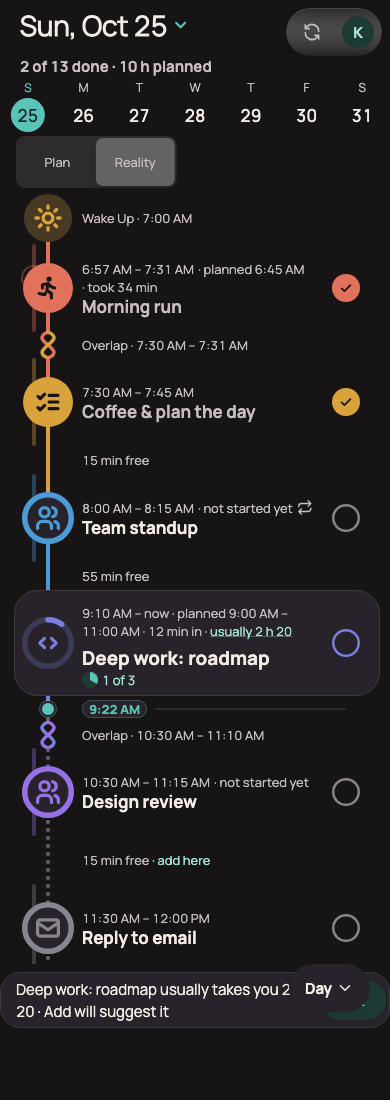 Sun, Oct 25
K
2 of 13 done · 10 h planned
S M T W T F S
25 26 27 28 29 30 31
Plan Reality
Wake Up · 7:00 AM
6:57 AM – 7:31 AM · planned 6:45 AM
· took 34 min
Morning run
Overlap · 7:30 AM – 7:31 AM
7:30 AM – 7:45 AM
Coffee & plan the day
15 min free
8:00 AM – 8:15 AM · not started yet
Team standup
55 min free
9:10 AM – now · planned 9:00 AM –
11:00 AM · 12 min in · usually 2 h 20
Deep work: roadmap
1 of 3
9:22 AM
Overlap · 10:30 AM – 11:10 AM
10:30 AM – 11:15 AM · not started yet
Design review
15 min free · add here
11:30 AM – 12:00 PM
Reply to email
Deep work: roadmap usually takes you 2
20 · Add will suggest it
Day